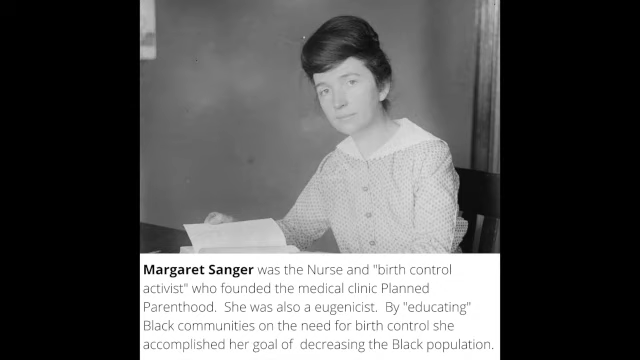 Margaret Sanger was the Nurse and "birth control
activist" who founded the medical clinic Planned
Parenthood.  She was also a eugenicist.  By "educating"
Black communities on the need for birth control she
accomplished her goal of  decreasing the Black population.